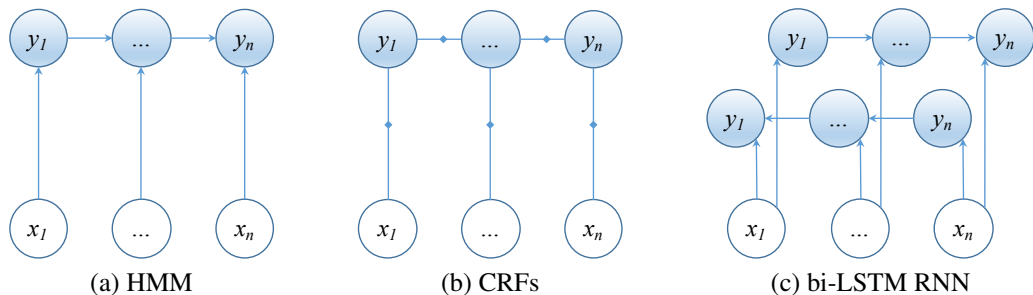 y1 ... yn
x1 ... xn
(a) HMM
y1 ... yn
x1 ... xn
(b) CRFs
y1 ... yn
y1 ... yn
x1 ... xn
(c) bi-LSTM RNN